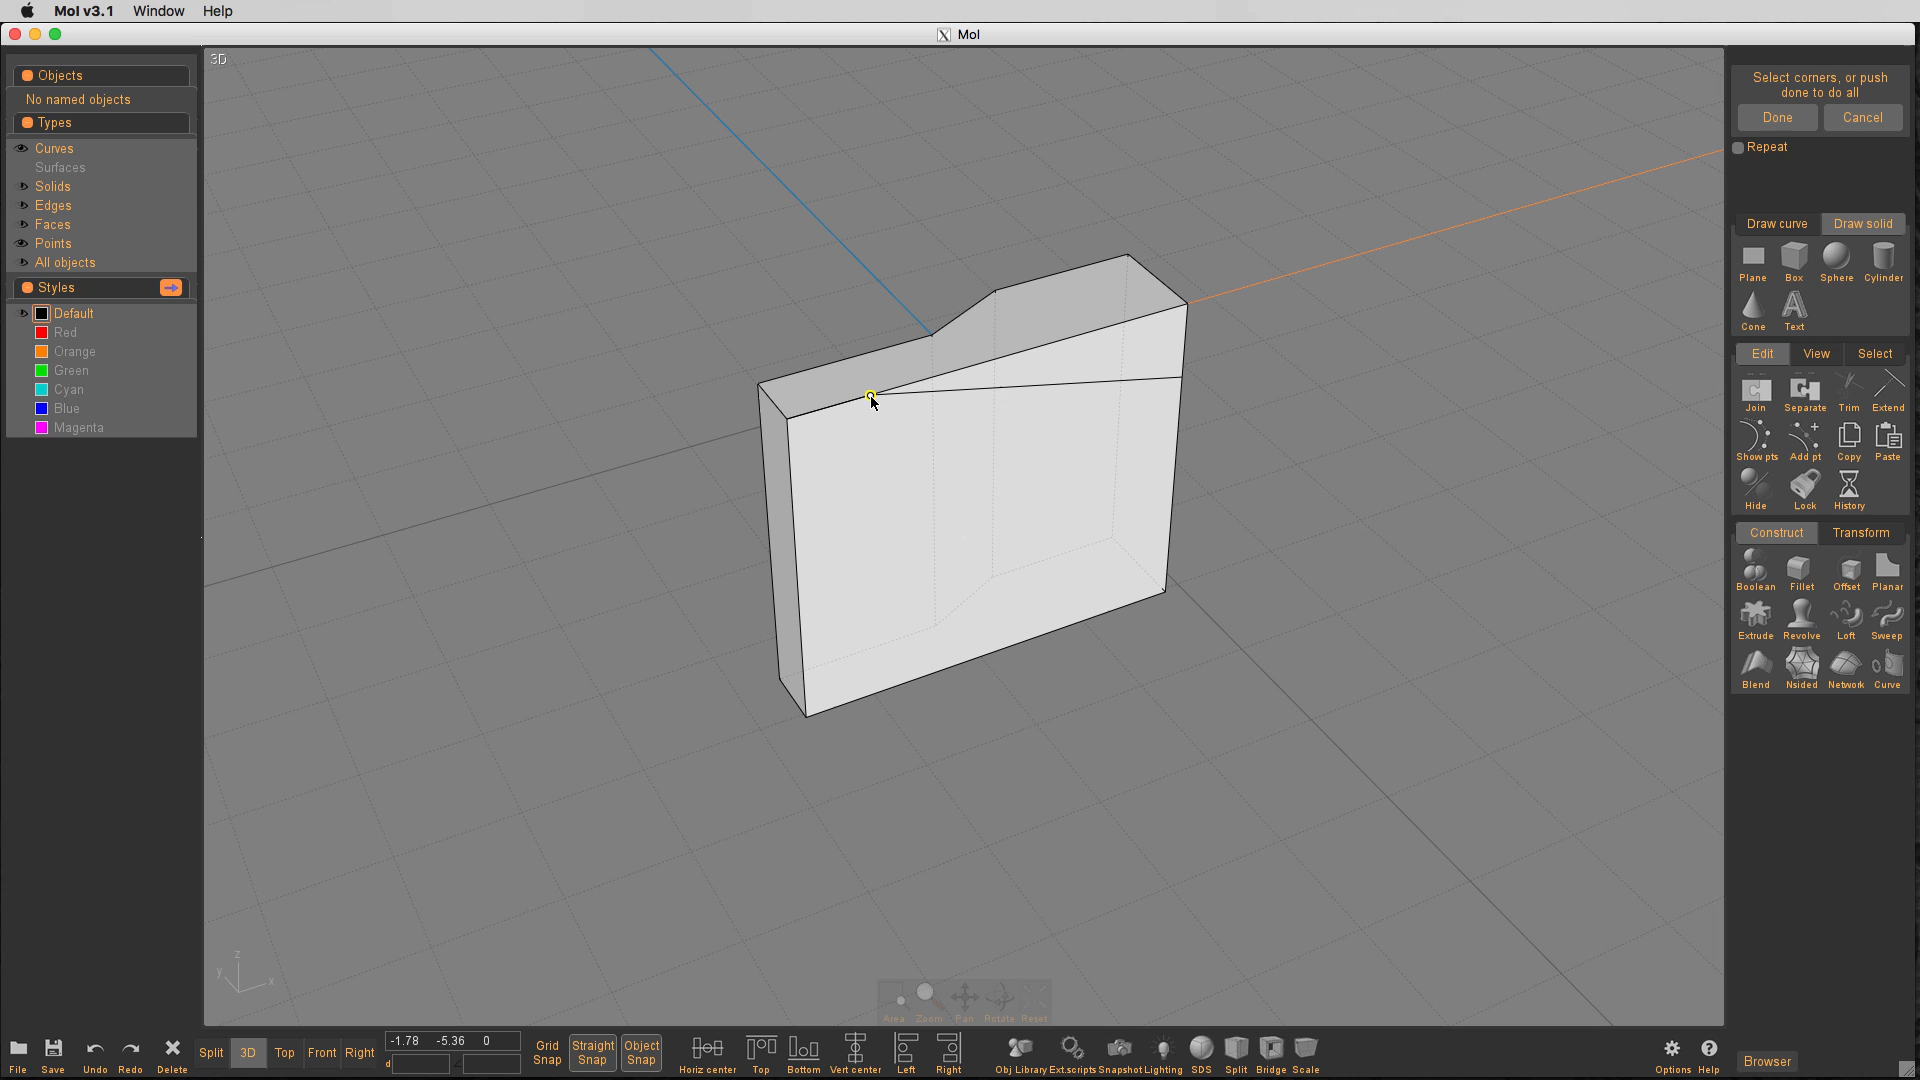 MoI v3.1 Window Help
MoI
Objects
No named objects
Types
Curves
Surfaces
Solids
Edges
Faces
Points
All objects
Styles
Default
Red
Orange
Green
Cyan
Blue
Magenta
3D
z
y
x
Area Zoom Pan Rotate Reset
Select corners, or push
done to do all
Done Cancel
Repeat
Draw curve Draw solid
Plane Box Sphere Cylinder
Cone Text
Edit View Select
Join Separate Trim Extend
Show pts Add pt Copy Paste
Hide Lock History
Construct Transform
Boolean Fillet Offset Planar
Extrude Revolve Loft Sweep
Blend Nsided Network Curve
File Save Undo Redo Delete
Split 3D Top Front Right
-1.78 -5.36 0
d
Grid
Snap
Straight
Snap
Object
Snap
Horiz center Top Bottom Vert center Left Right
Obj Library Ext.scripts Snapshot Lighting SDS Split Bridge Scale
Options Help
Browser